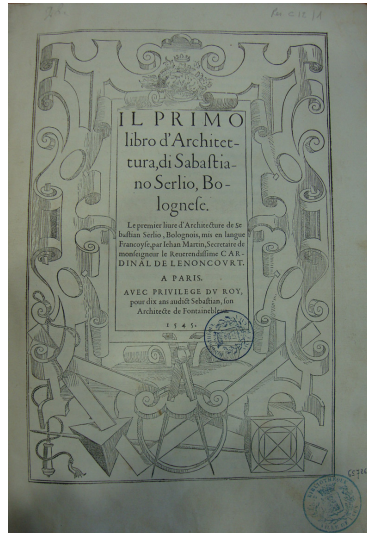 IL PRIMO
libro d'Architet-
tura, di Sabastia-
no Serlio, Bo-
lognese.
Le premier liure d'Architecture de Se
bastian Serlio, Bolognois, mis en langue
Francoyse, par Iehan Martin, Secretaire de
monseigneur le Reuerendissime CAR-
DINAL DE LENONCOVRT.
A PARIS.
AVEC PRIVILEGE DV ROY,
pour dix ans audict Sebastian, son
Architecte de Fontainebleau
1545.